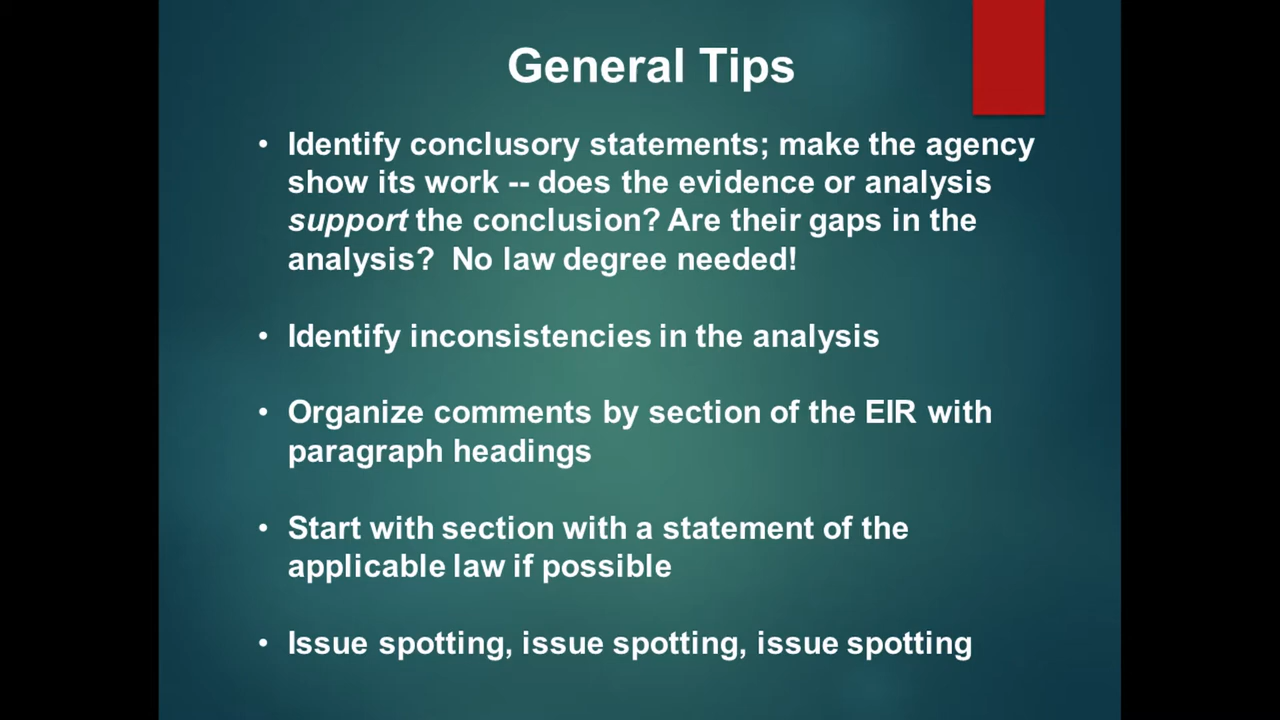 General Tips
• Identify conclusory statements; make the agency
show its work -- does the evidence or analysis
support the conclusion? Are their gaps in the
analysis?  No law degree needed!
• Identify inconsistencies in the analysis
• Organize comments by section of the EIR with
paragraph headings
• Start with section with a statement of the
applicable law if possible
• Issue spotting, issue spotting, issue spotting